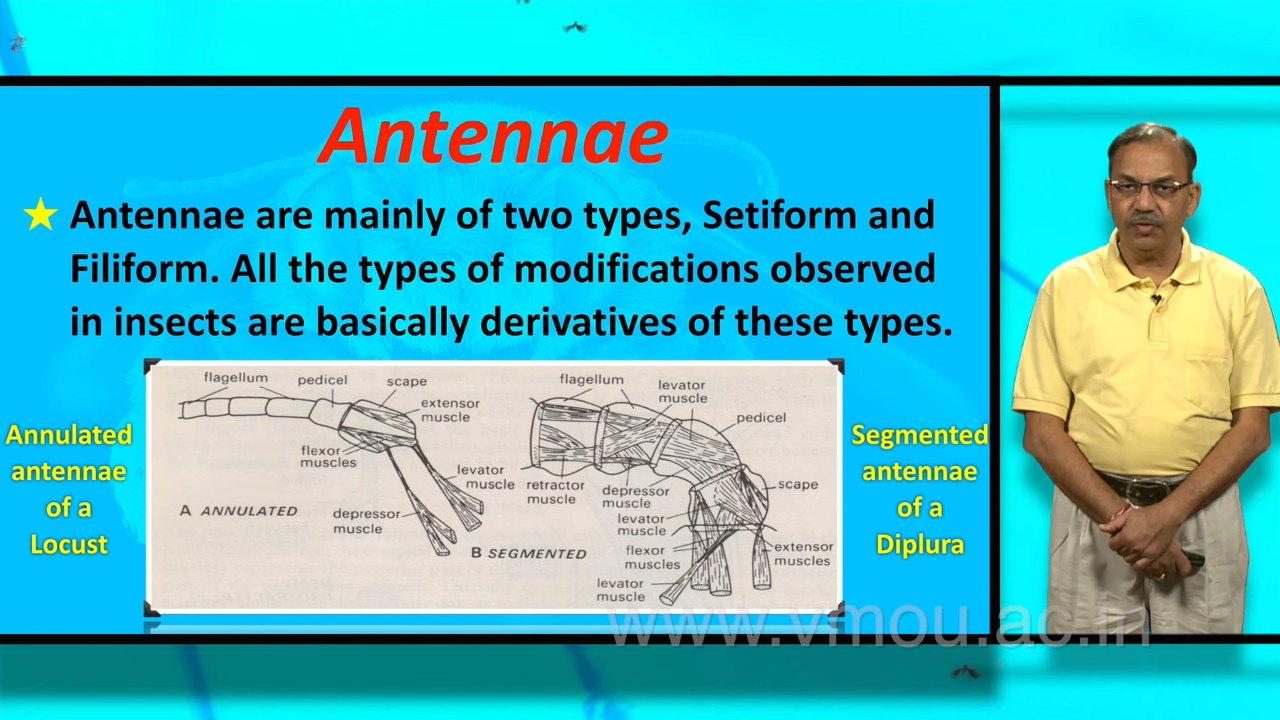 Antennae
Antennae are mainly of two types, Setiform and
Filiform. All the types of modifications observed
in insects are basically derivatives of these types.
Annulated
antennae
of a
Locust
flagellum
pedicel
scape
extensor
muscle
flexor
muscles
levator
muscle
depressor
muscle
A ANNULATED
flagellum
levator
muscle
pedicel
scape
retractor
muscle
depressor
muscle
levator
muscle
flexor
muscles
extensor
muscles
levator
muscle
B SEGMENTED
Segmented
antennae
of a
Diplura
www.vmou.ac.in